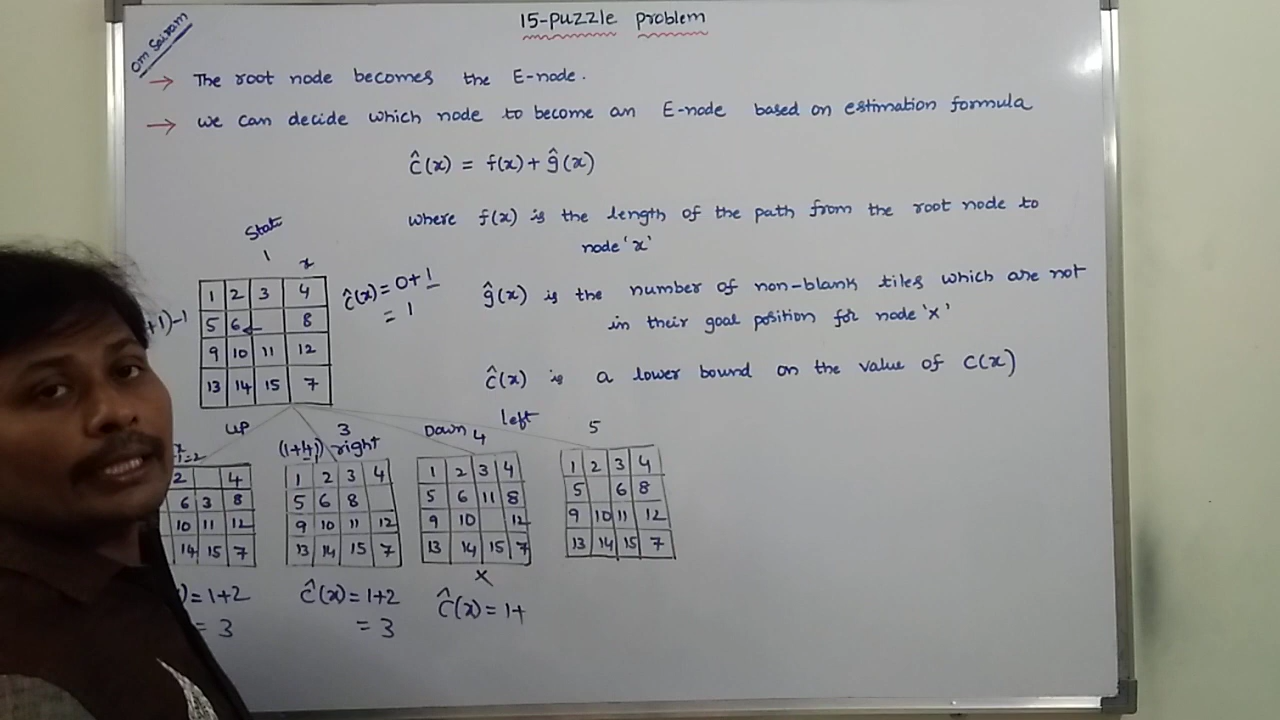 Om Sairam
15-puzzle problem
→ The root node becomes the E-node.
→ we can decide which node to become an E-node based on estimation formula
ĉ(x) = f(x) + ĝ(x)
where f(x) is the length of the path from the root node to
node 'x'
ĝ(x) is the number of non-blank tiles which are not
in their goal position for node 'x'
ĉ(x) is a lower bound on the value of C(x)
State
1
+1)-1
1 2 3 4
5 6 8
9 10 11 12
13 14 15 7
ĉ(x) = 0+1
= 1
up
2 4
6 3 8
10 11 12
14 15 7
)=1+2
= 3
3
(1+4) right
1 2 3 4
5 6 8
9 10 11 12
13 14 15 7
ĉ(x) = 1+2
= 3
Down 4
1 2 3 4
5 6 11 8
9 10 12
13 14 15 7
x
ĉ(x) = 1+
left 5
1 2 3 4
5 6 8
9 10 11 12
13 14 15 7